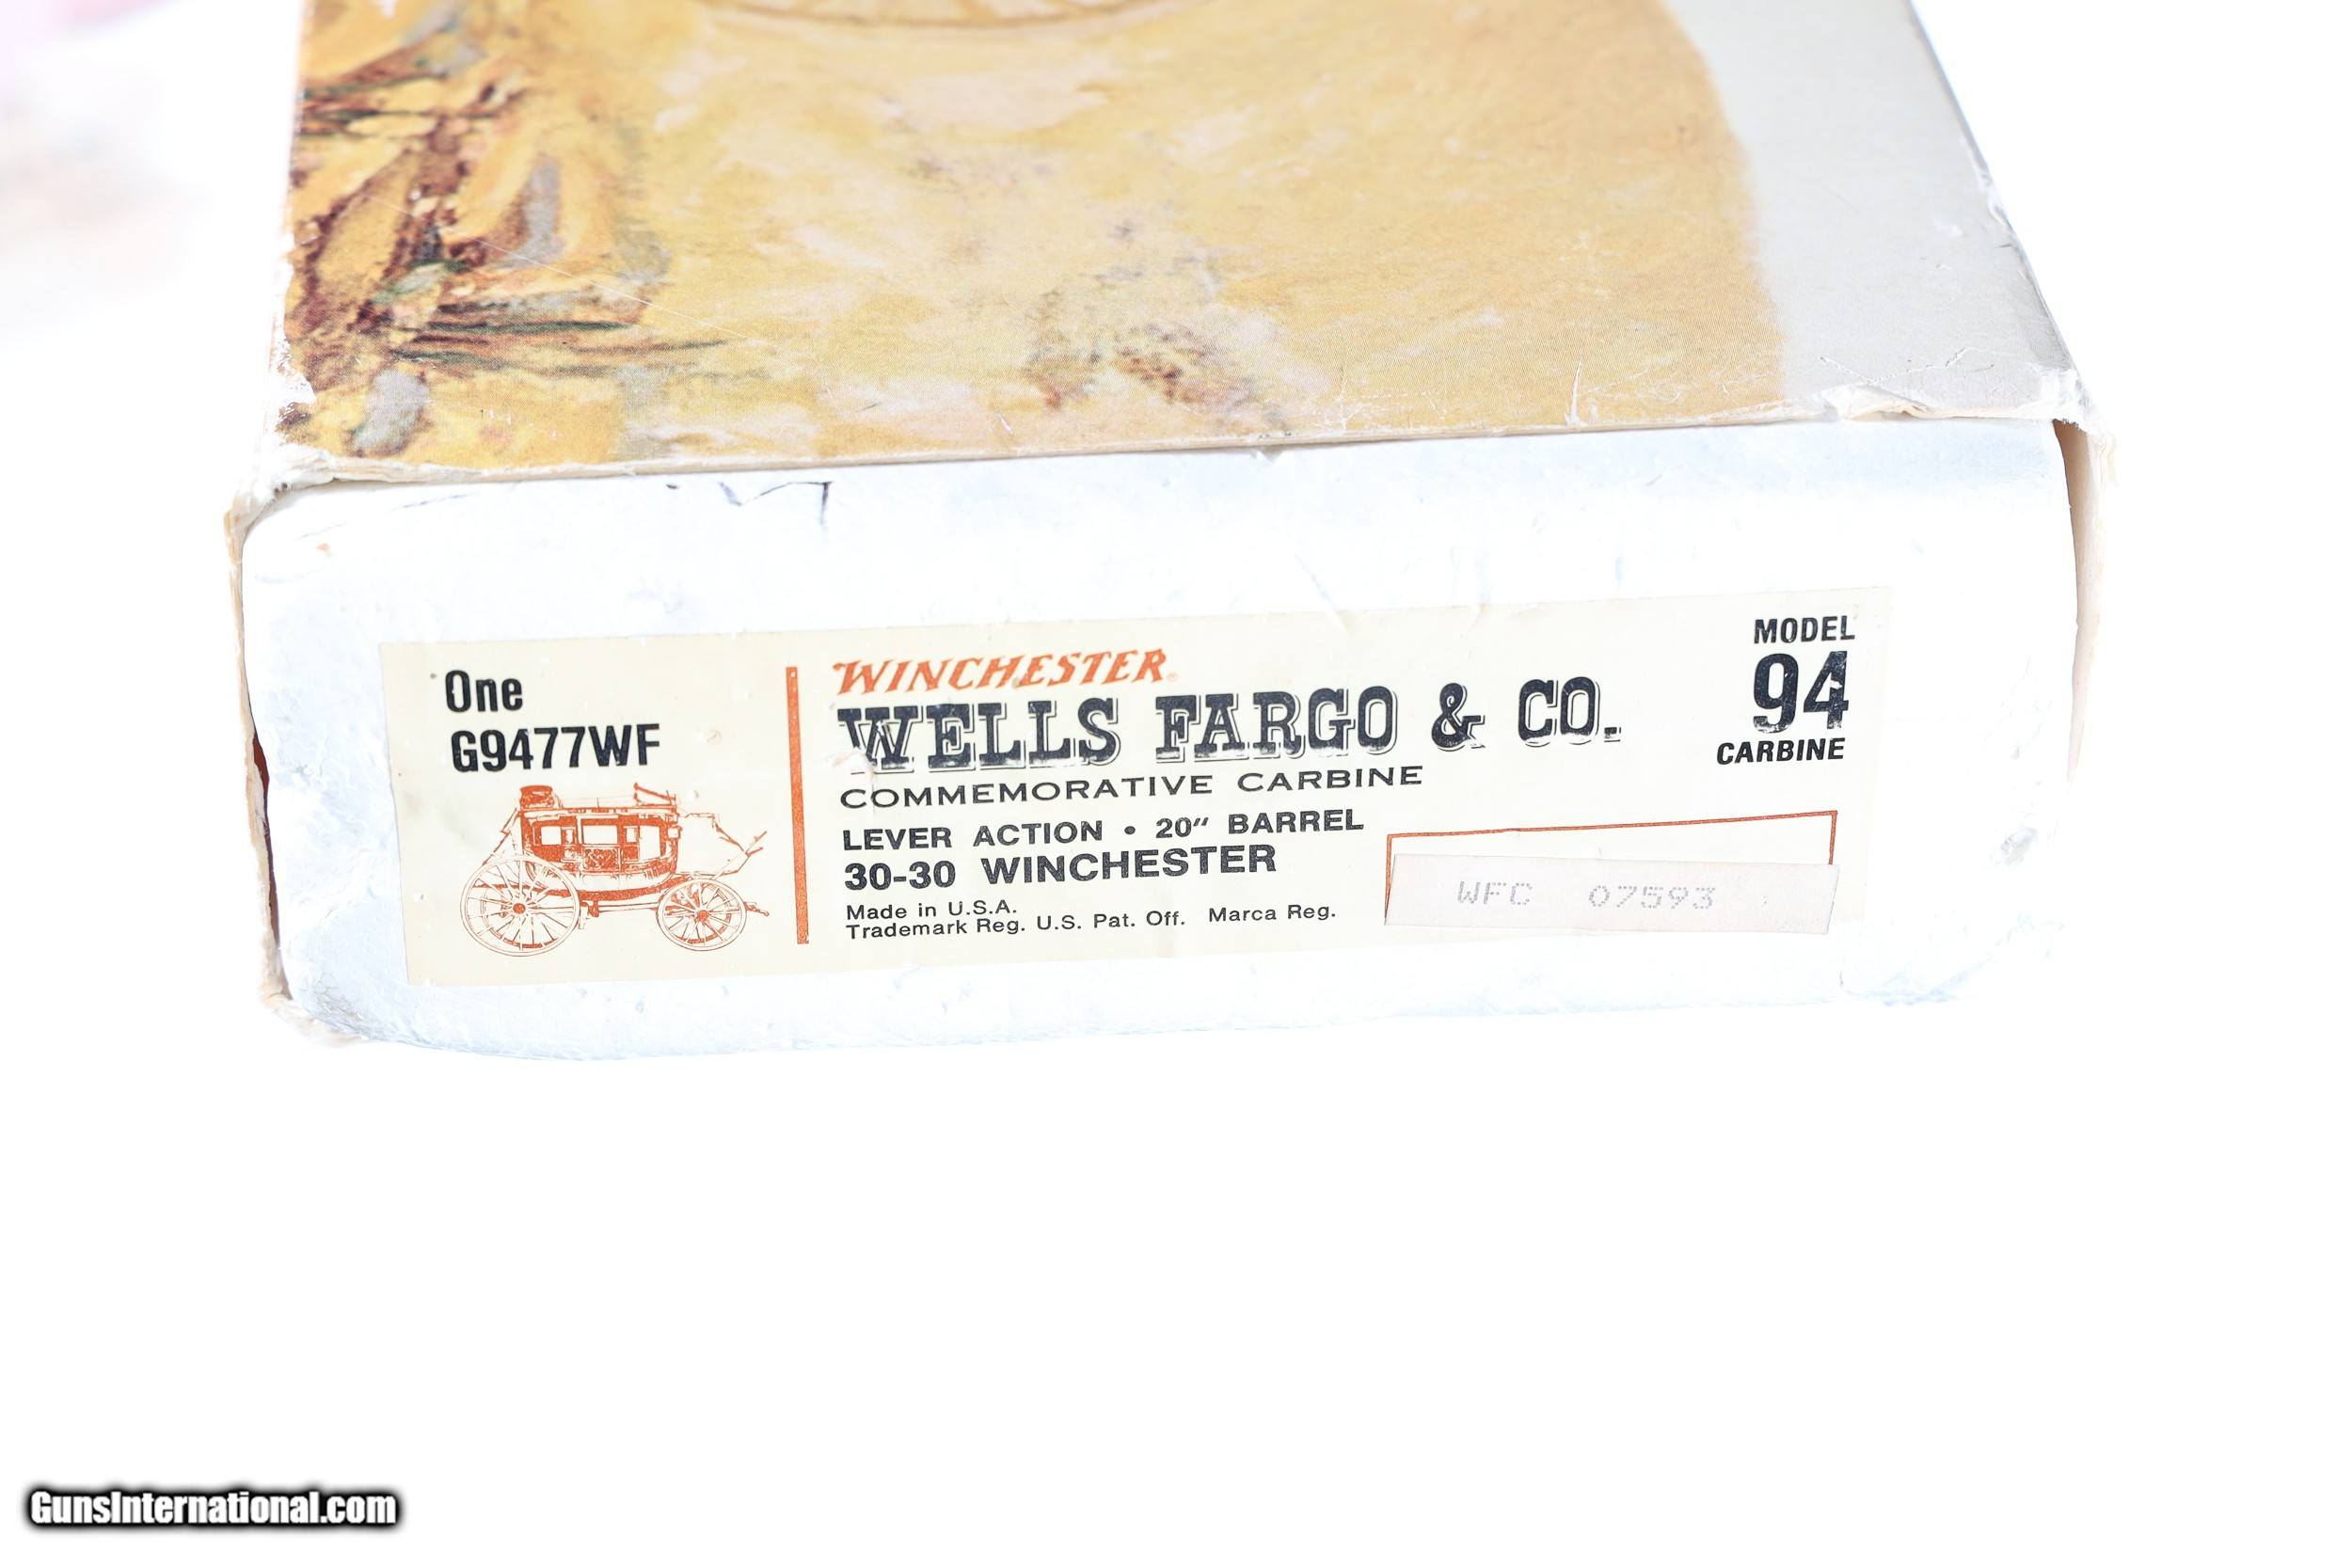 One
G9477WF
WINCHESTER
WELLS FARGO & CO.
COMMEMORATIVE CARBINE
LEVER ACTION • 20" BARREL
30-30 WINCHESTER
Made in U.S.A.
Trademark Reg. U.S. Pat. Off. Marca Reg.
MODEL
94
CARBINE
WFC 07593
GunsInternational.com